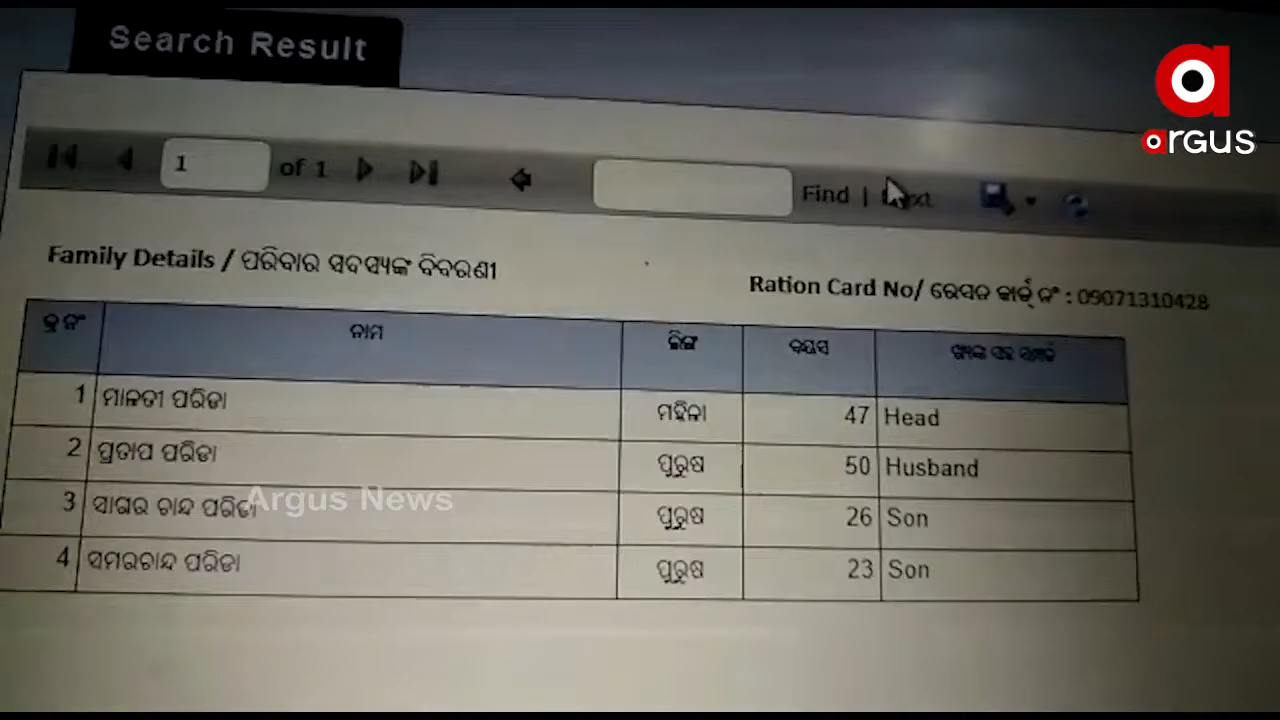 Search Result
argus
1 of 1 Find | Next
Family Details / ପରିବାର ସଦସ୍ୟଙ୍କ ବିବରଣୀ
Ration Card No/ ରେସନ କାର୍ଡ଼ ନଂ : 09071310428
କ୍ର ନଂ ନାମ ଲିଙ୍ଗ ବୟସ
1 ମାଳତୀ ପରିଡା ମହିଳା 47 Head
2 ପ୍ରତାପ ପରିଡା ପୁରୁଷ 50 Husband
3 ସାଗର ଚାନ୍ଦ ପରିଡା ପୁରୁଷ 26 Son
Argus News
4 ସମରଚାନ୍ଦ ପରିଡା ପୁରୁଷ 23 Son